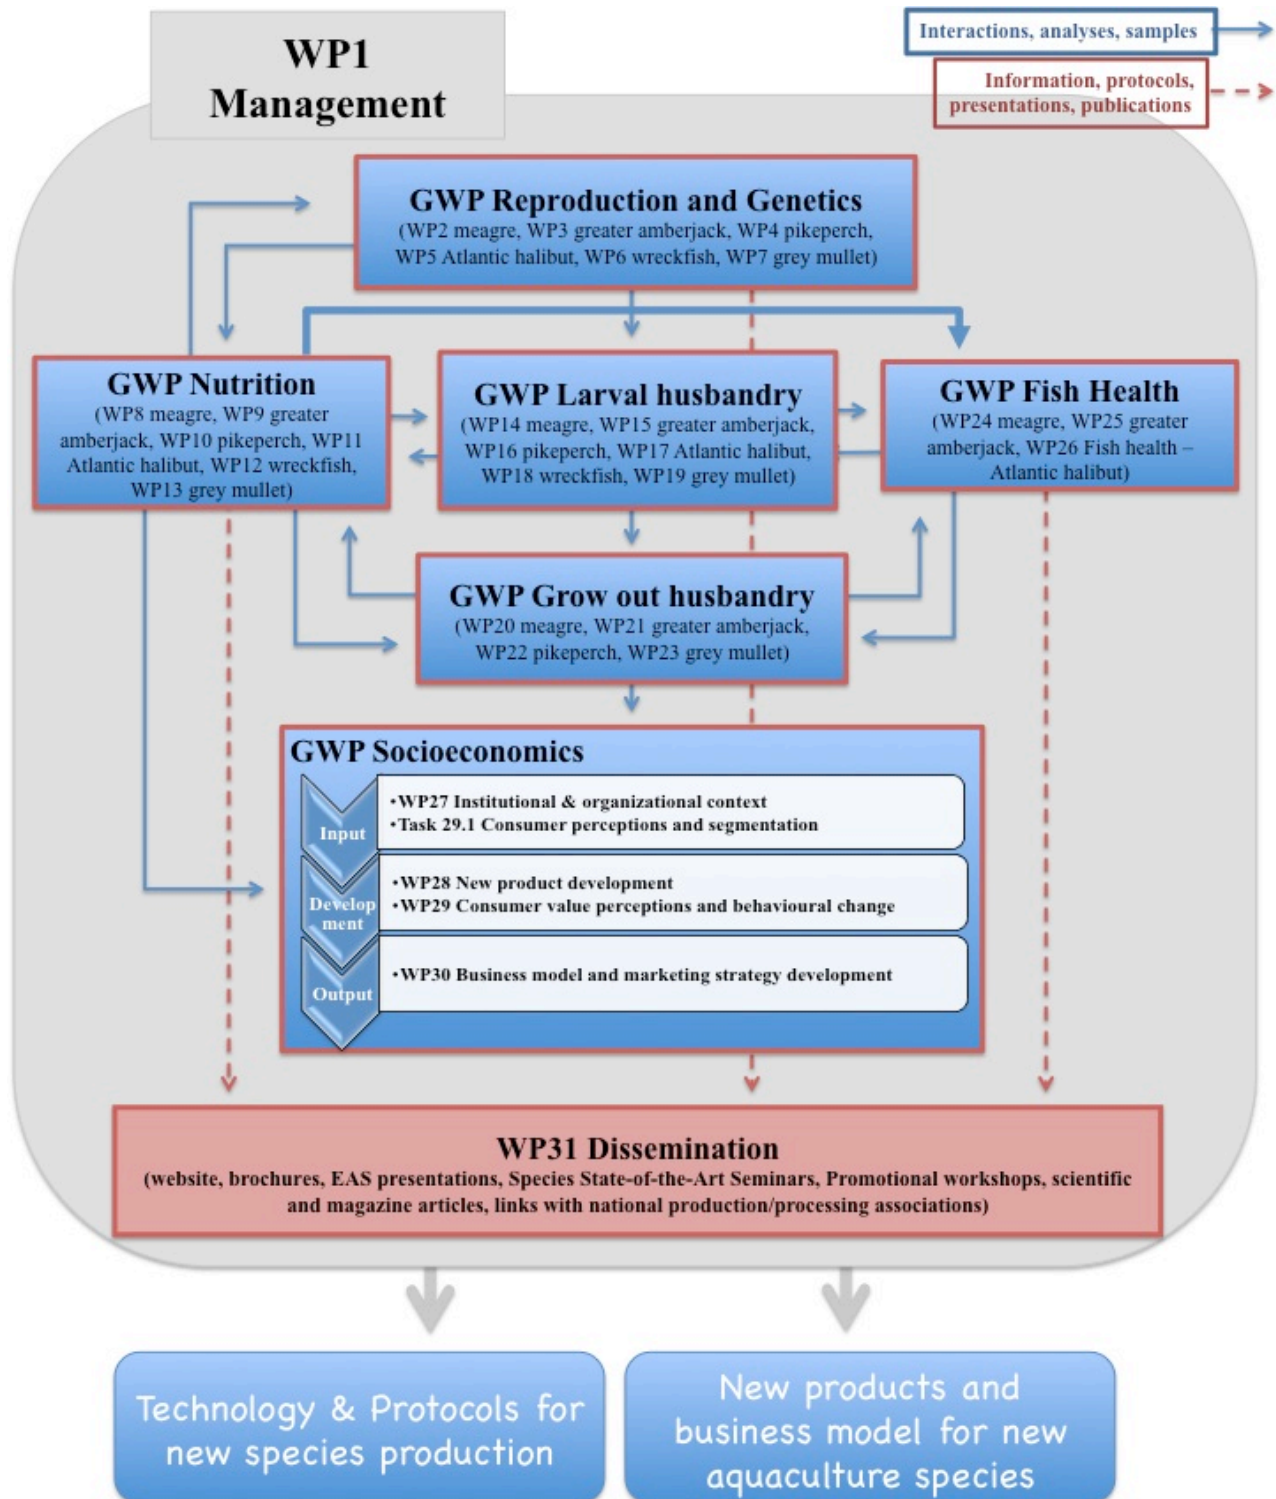 WP1
Management
Interactions, analyses, samples
Information, protocols,
presentations, publications
GWP Reproduction and Genetics
(WP2 meagre, WP3 greater amberjack, WP4 pikeperch,
WP5 Atlantic halibut, WP6 wreckfish, WP7 grey mullet)
GWP Nutrition
(WP8 meagre, WP9 greater
amberjack, WP10 pikeperch, WP11
Atlantic halibut, WP12 wreckfish,
WP13 grey mullet)
GWP Larval husbandry
(WP14 meagre, WP15 greater amberjack,
WP16 pikeperch, WP17 Atlantic halibut,
WP18 wreckfish, WP19 grey mullet)
GWP Fish Health
(WP24 meagre, WP25 greater
amberjack, WP26 Fish health –
Atlantic halibut)
GWP Grow out husbandry
(WP20 meagre, WP21 greater amberjack,
WP22 pikeperch, WP23 grey mullet)
GWP Socioeconomics
Input
•WP27 Institutional & organizational context
•Task 29.1 Consumer perceptions and segmentation
Develop
ment
•WP28 New product development
•WP29 Consumer value perceptions and behavioural change
Output
•WP30 Business model and marketing strategy development
WP31 Dissemination
(website, brochures, EAS presentations, Species State-of-the-Art Seminars, Promotional workshops, scientific
and magazine articles, links with national production/processing associations)
Technology & Protocols for
new species production
New products and
business model for new
aquaculture species